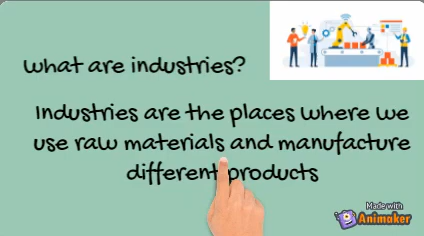 What are industries?
Industries are the places where we
use raw materials and manufacture
different products
Made with
Animaker